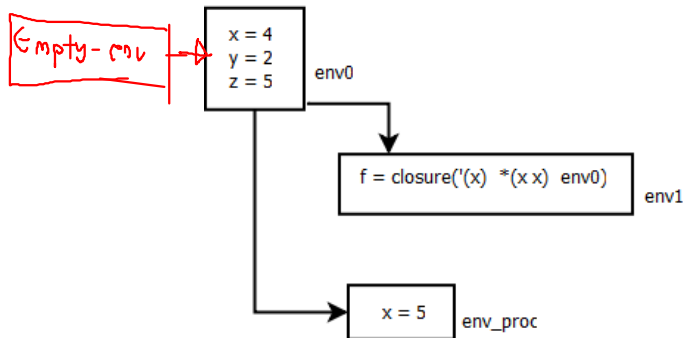 Empty-env
x = 4
y = 2
z = 5
env0
f = closure('(x) *(x x) env0)
env1
x = 5
env_proc